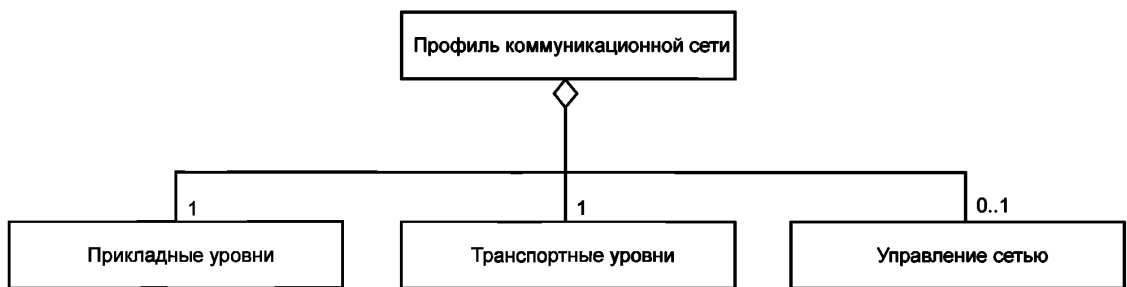 Профиль коммуникационной сети
1
1
0..1
Прикладные уровни
Транспортные уровни
Управление сетью